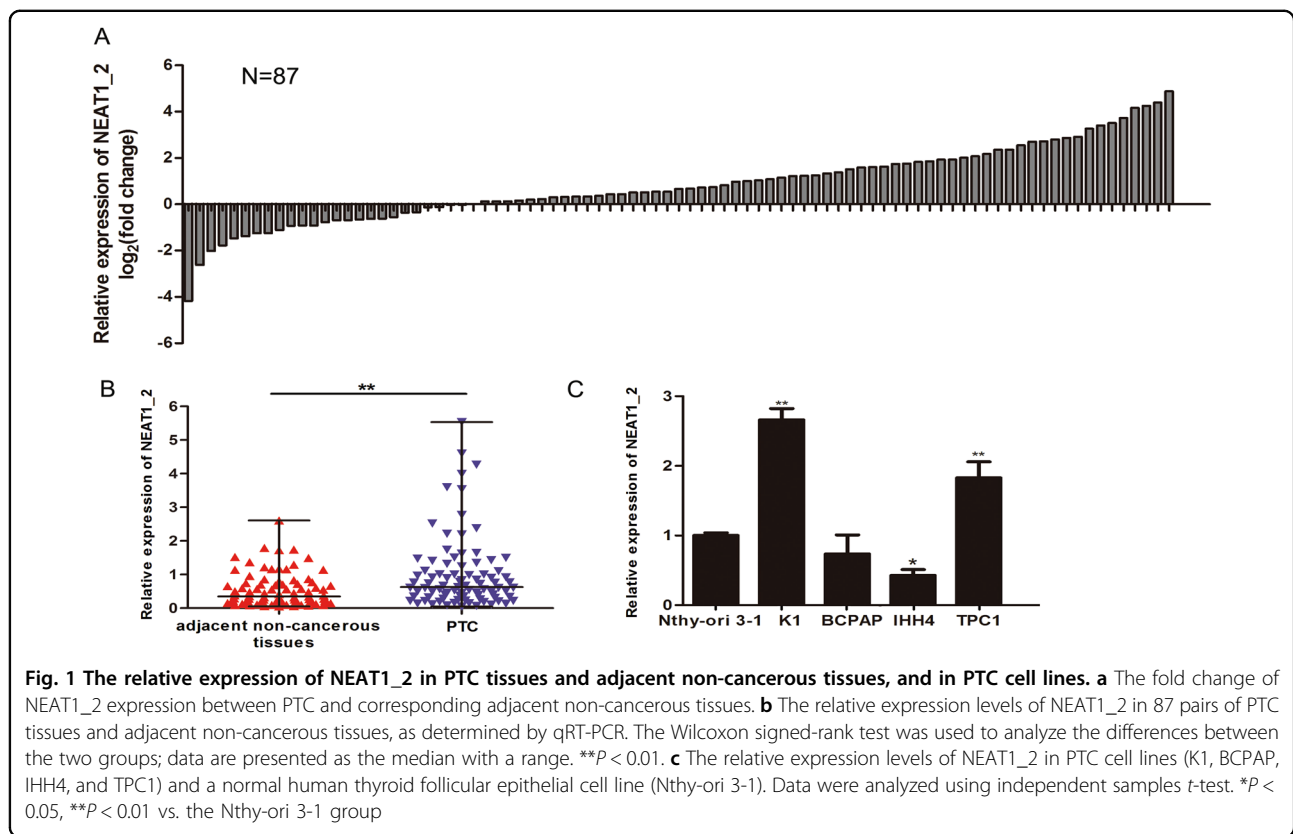 A
Relative expression of NEAT1_2
log2(fold change)
N=87
6
4
2
0
-2
-4
-6
B
**
Relative expression of NEAT1_2
6
5
4
3
2
1
0
adjacent non-cancerous
tissues
PTC
C
Relative expression of NEAT1_2
3
2
1
0
**
*
**
Nthy-ori 3-1 K1 BCPAP IHH4 TPC1
Fig. 1 The relative expression of NEAT1_2 in PTC tissues and adjacent non-cancerous tissues, and in PTC cell lines. a The fold change of
NEAT1_2 expression between PTC and corresponding adjacent non-cancerous tissues. b The relative expression levels of NEAT1_2 in 87 pairs of PTC
tissues and adjacent non-cancerous tissues, as determined by qRT-PCR. The Wilcoxon signed-rank test was used to analyze the differences between
the two groups; data are presented as the median with a range. **P < 0.01. c The relative expression levels of NEAT1_2 in PTC cell lines (K1, BCPAP,
IHH4, and TPC1) and a normal human thyroid follicular epithelial cell line (Nthy-ori 3-1). Data were analyzed using independent samples t-test. *P <
0.05, **P < 0.01 vs. the Nthy-ori 3-1 group